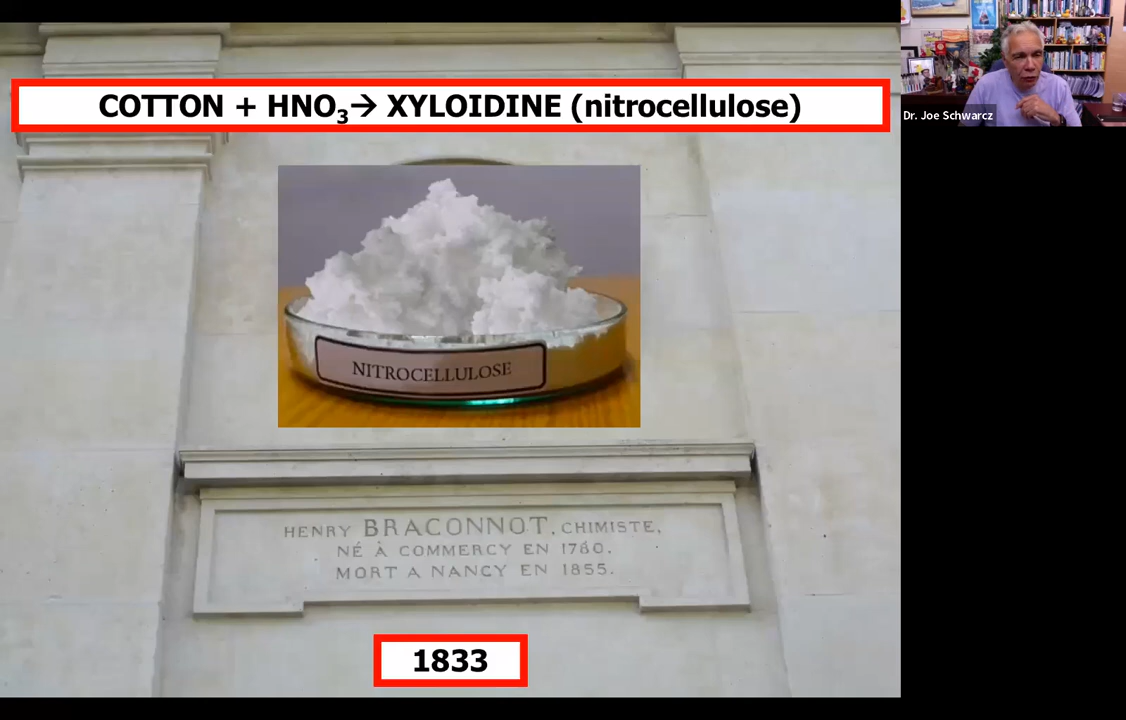 COTTON + HNO₃→ XYLOIDINE (nitrocellulose)
Dr. Joe Schwarcz
NITROCELLULOSE
HENRY BRACONNOT, CHIMISTE,
NÉ À COMMERCY EN 1780.
MORT A NANCY EN 1855.
1833